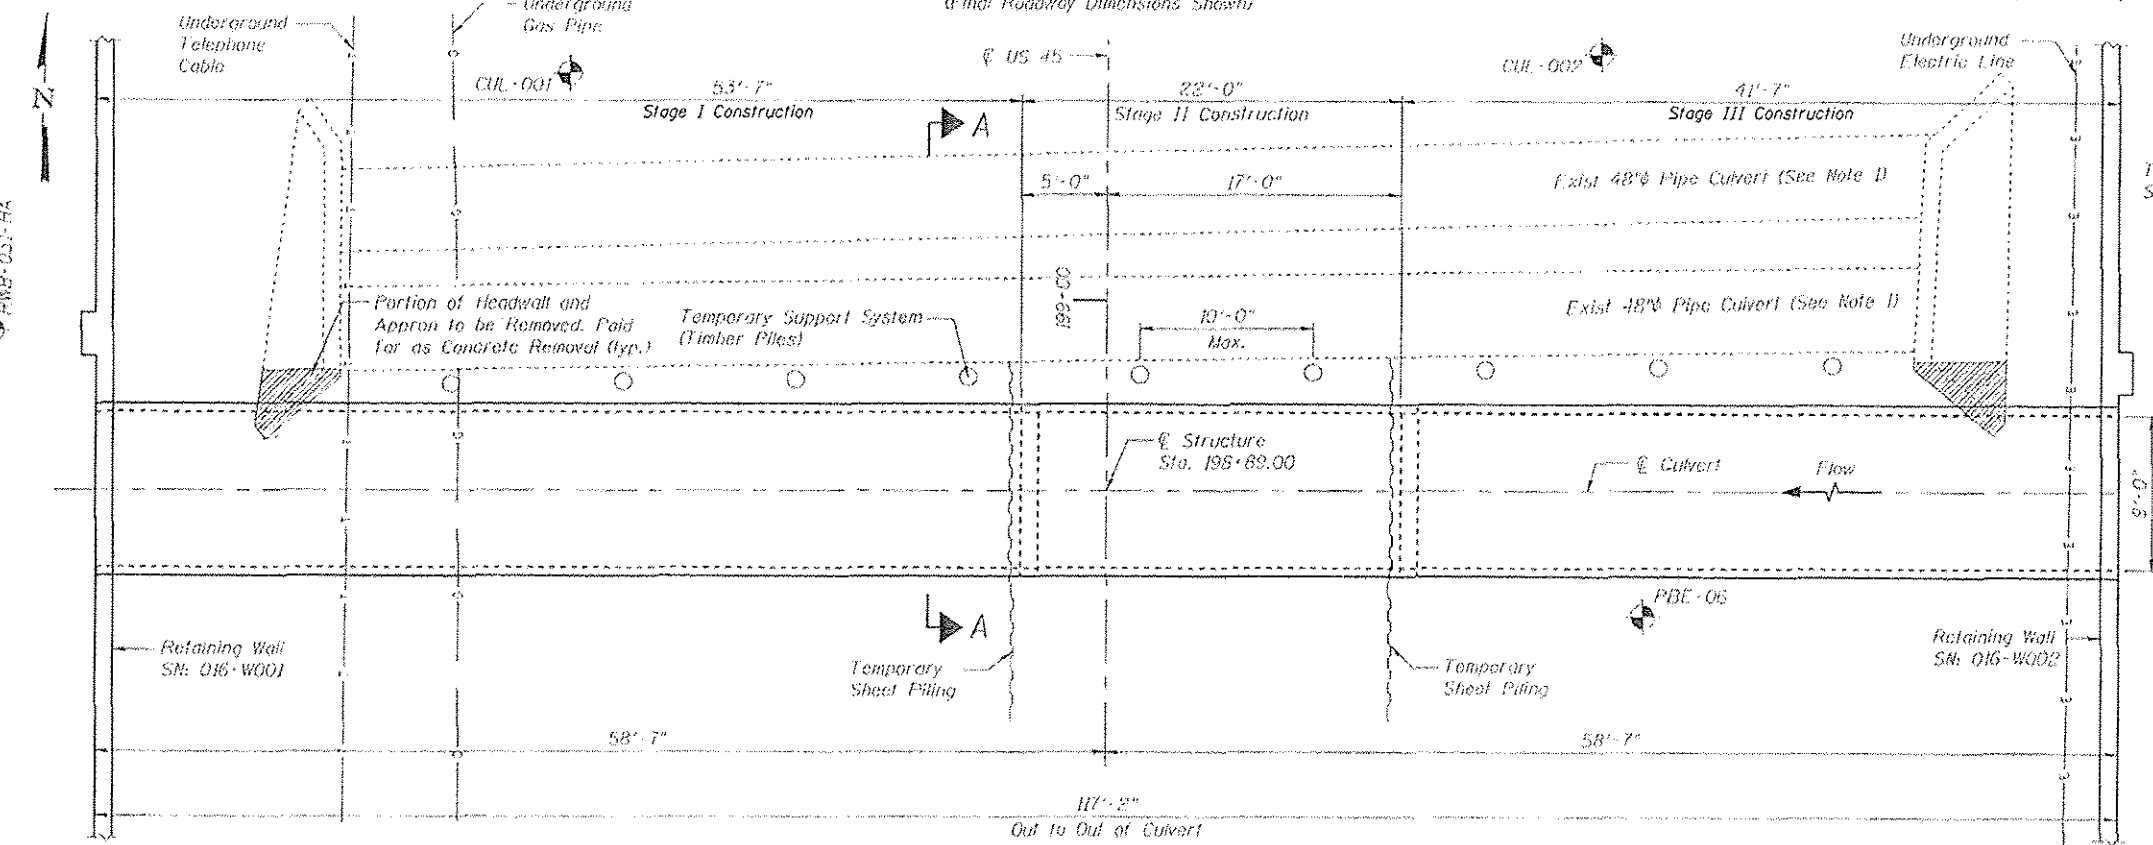 (Final Roadway Dimensions Shown)
Underground
Telephone
Cable
Underground
Gas Pipe
℄ US 45
Underground
Electric Line
N
CUL-001
CUL-002
53'-7"
Stage I Construction
22'-0"
Stage II Construction
41'-7"
Stage III Construction
A
5'-0"
17'-0"
Exist 48"ϕ Pipe Culvert (See Note 1)
199+00
Exist 48"ϕ Pipe Culvert (See Note 1)
Portion of Headwall and
Appron to be Removed. Paid
for as Concrete Removal (typ.)
Temporary Support System
(Timber Piles)
10'-0"
Max.
℄ Structure
Sta. 198+89.00
℄ Culvert
Flow
A
PBE-06
Retaining Wall
SN: 016-W001
Retaining Wall
SN: 016-W002
Temporary
Sheet Piling
Temporary
Sheet Piling
58'-7"
58'-7"
117'-2"
Out to Out of Culvert